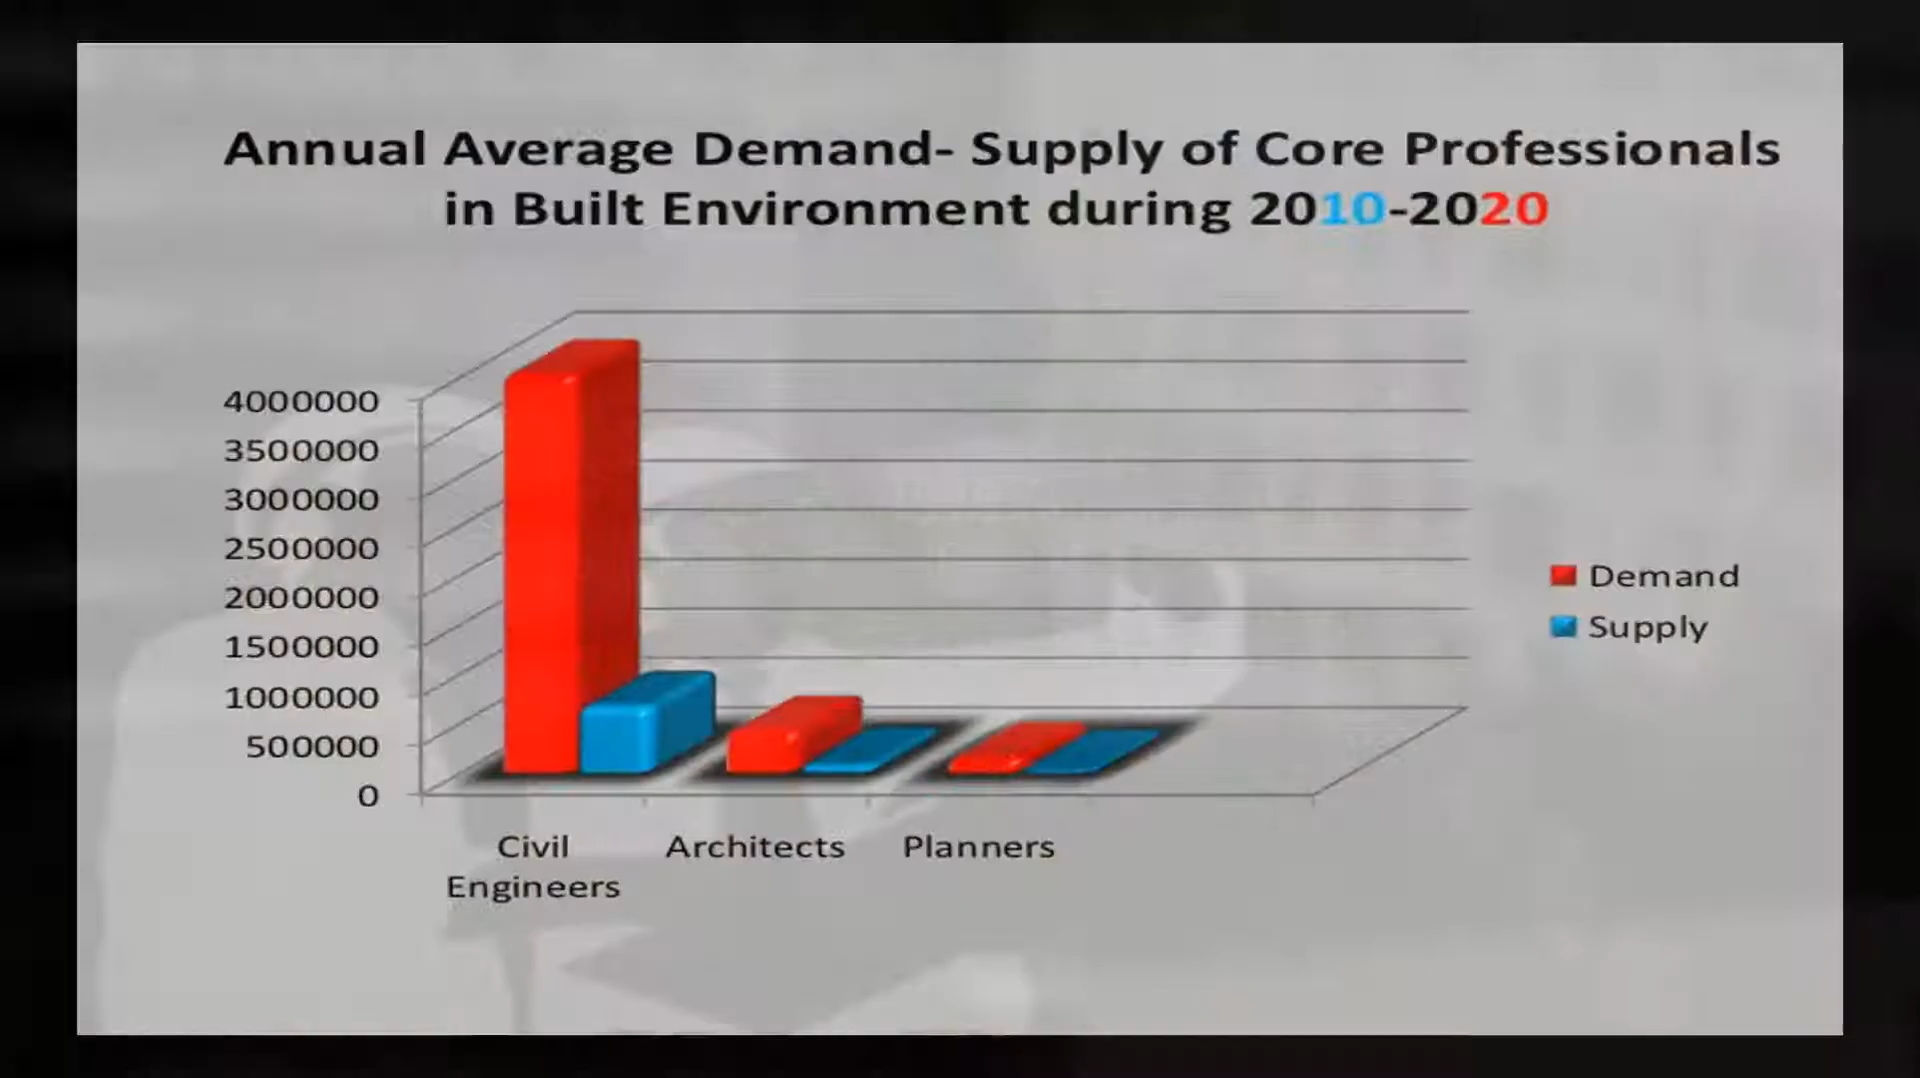 Annual Average Demand- Supply of Core Professionals
in Built Environment during 2010-2020
4000000
3500000
3000000
2500000
2000000
1500000
1000000
500000
0
Civil
Engineers
Architects
Planners
Demand
Supply